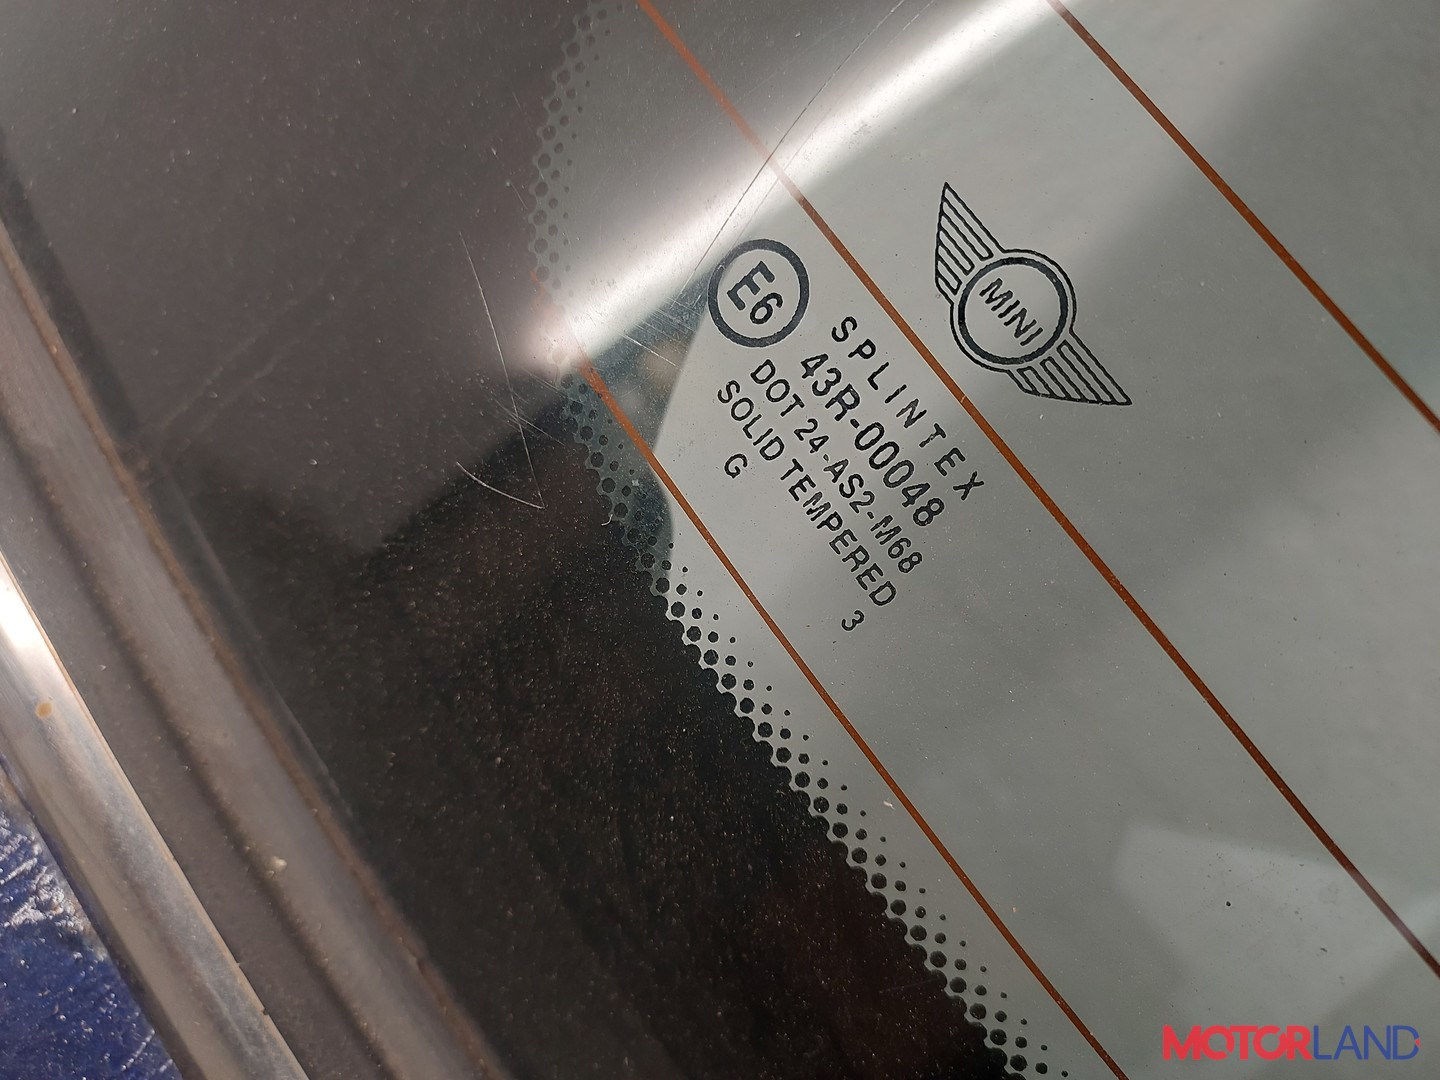 MINI
E6
SPLINTEX
43R-00048
DOT 24-AS2-M68
SOLID TEMPERED
G 3
MOTORLAND